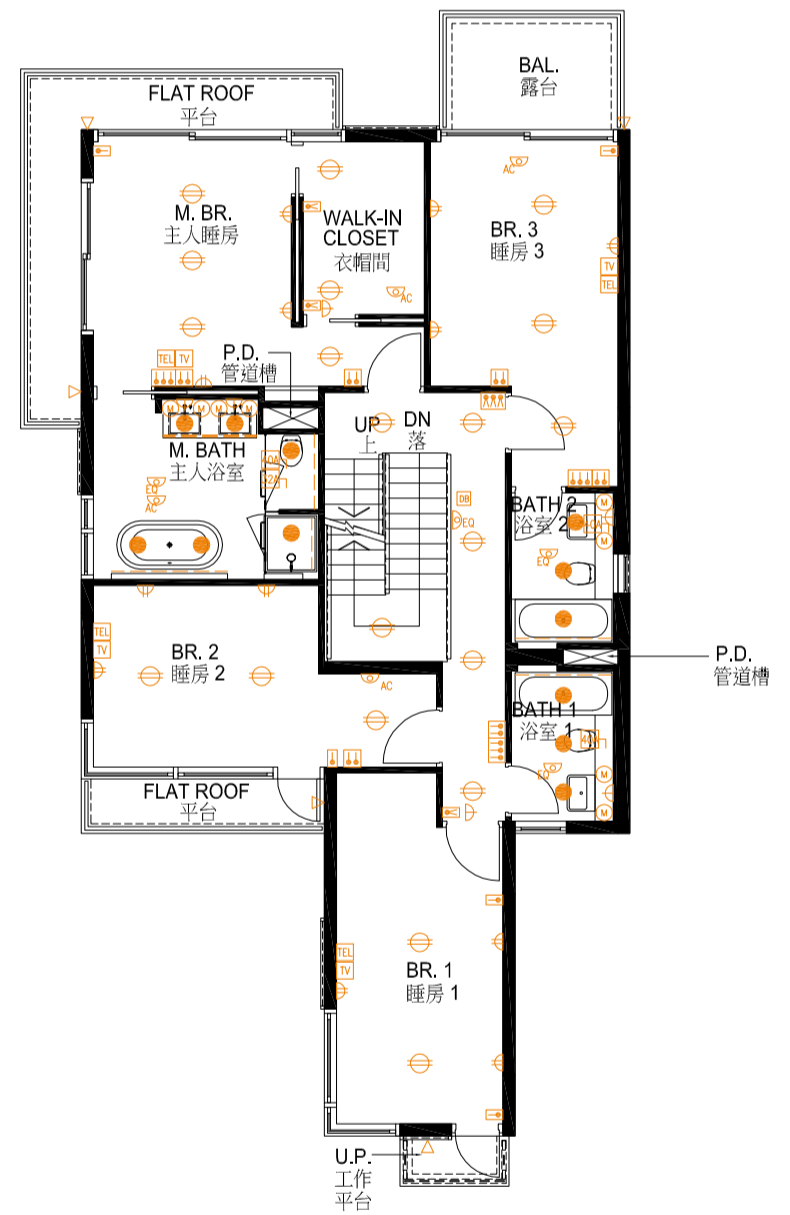 BAL.
露台
FLAT ROOF
平台
AC
M. BR.
主人睡房
WALK-IN
CLOSET
衣帽間
BR. 3
睡房 3
TV
TEL
AC
P.D.
管道槽
TEL TV
UP
上
DN
落
M M M M
M. BATH
主人浴室
EQ
AC
DB
EQ
BATH 2
浴室 2
M
M
EQ
TEL
TV
BR. 2
睡房 2
AC
P.D.
管道槽
BATH 1
浴室 1
EQ
M
M
FLAT ROOF
平台
TEL
TV
BR. 1
睡房 1
U.P.
工作
平台